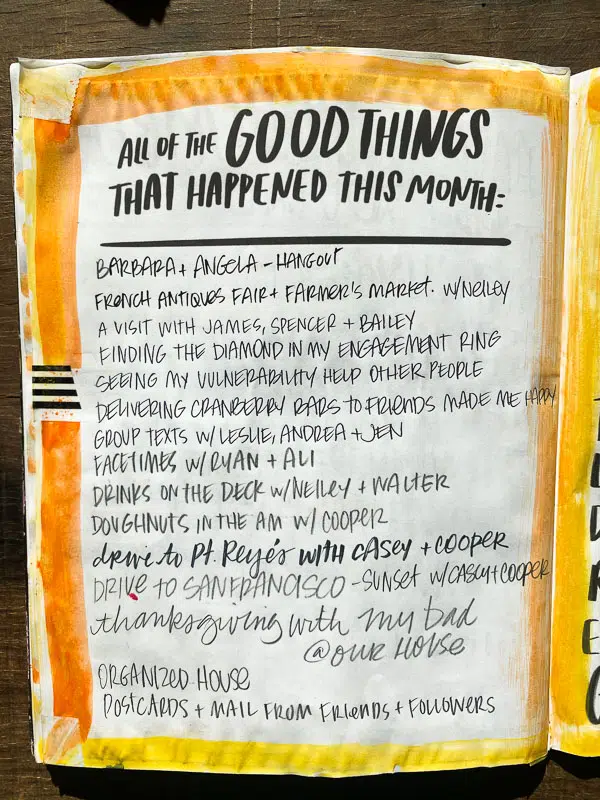 ALL OF THE GOOD THINGS
THAT HAPPENED THIS MONTH:
BARBARA + ANGELA - HANGOUT
FRENCH ANTIQUES FAIR + FARMER'S MARKET. W/NEILEY
A VISIT WITH JAMES, SPENCER + BAILEY
FINDING THE DIAMOND IN MY ENGAGEMENT RING
SEEING MY VULNERABILITY HELP OTHER PEOPLE
DELIVERING CRANBERRY BARS TO FRIENDS MADE ME HAPPY
GROUP TEXTS W/ LESLIE, ANDREA + JEN
FACETIMES W/ RYAN + ALI
DRINKS ON THE DECK W/ NEILEY + WALTER
DOUGHNUTS IN THE AM W/ COOPER
drive to Pt. Reyes WITH CASEY + COOPER
DRIVE TO SAN FRANCISCO - SUNSET W/ CASEY + COOPER
thanksgiving with my dad
@ OUR HOUSE
ORGANIZED HOUSE
POSTCARDS + MAIL FROM FRIENDS + FOLLOWERS